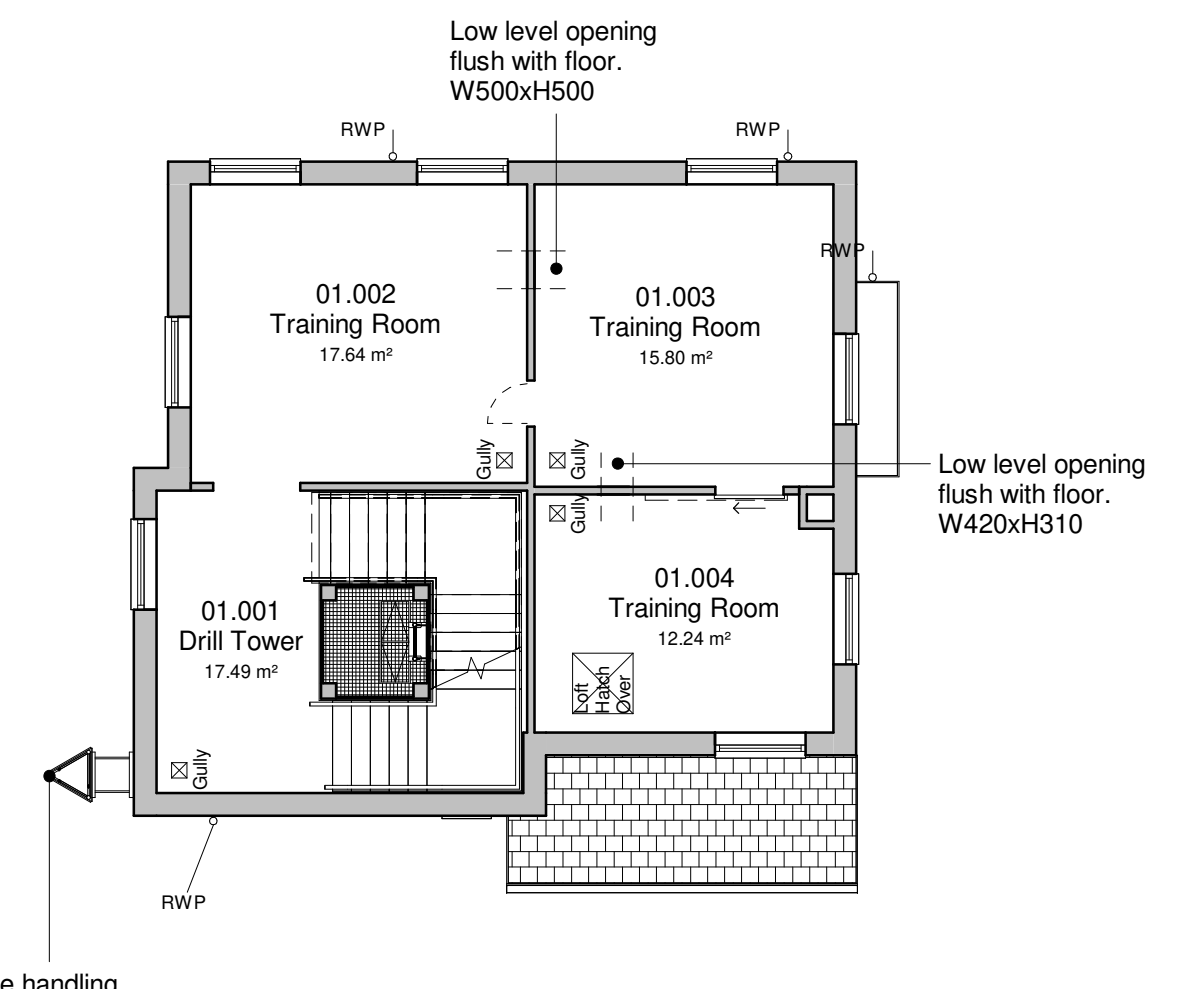 Low level opening
flush with floor.
W500xH500
RWP
RWP
RWP
01.002
Training Room
17.64 m²
01.003
Training Room
15.80 m²
Gully
Gully
Low level opening
flush with floor.
W420xH310
Gully
01.001
Drill Tower
17.49 m²
01.004
Training Room
12.24 m²
Loft
Hatch
Over
Gully
RWP
handling